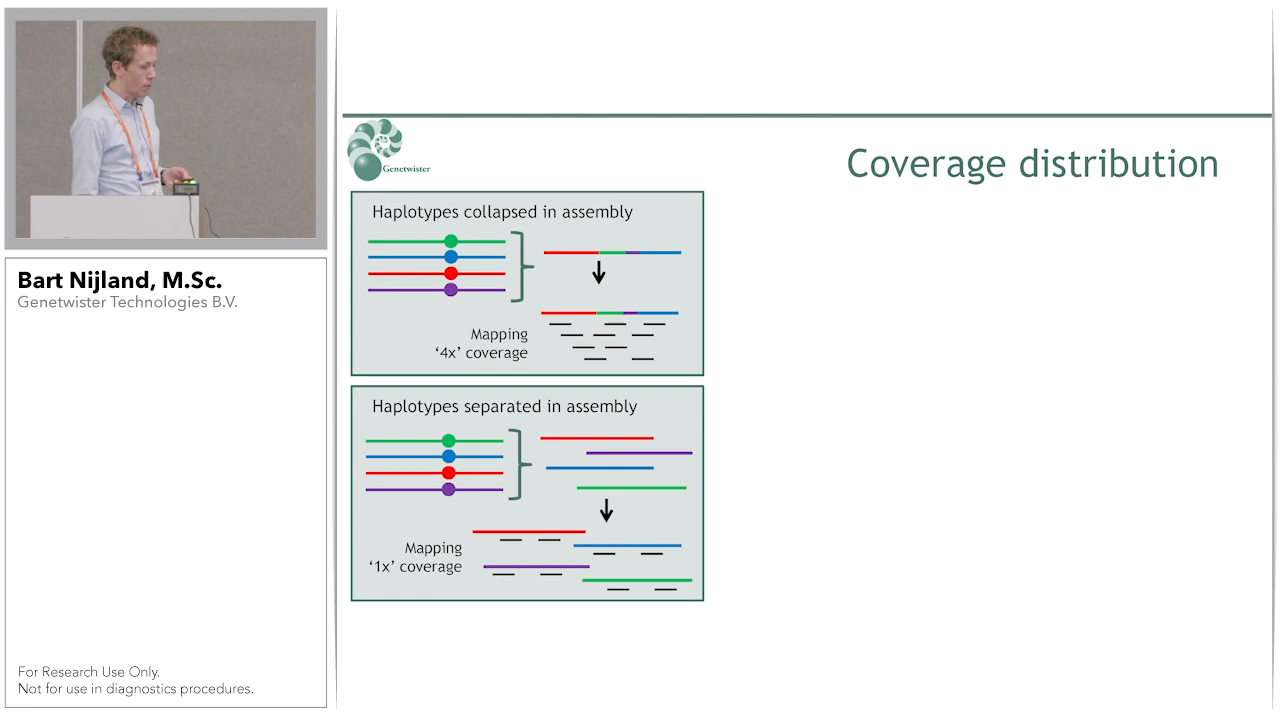 Bart Nijland, M.Sc.
Genetwister Technologies B.V.
For Research Use Only.
Not for use in diagnostics procedures.
Genetwister
Coverage distribution
Haplotypes collapsed in assembly
Mapping
‘4x’ coverage
Haplotypes separated in assembly
Mapping
‘1x’ coverage